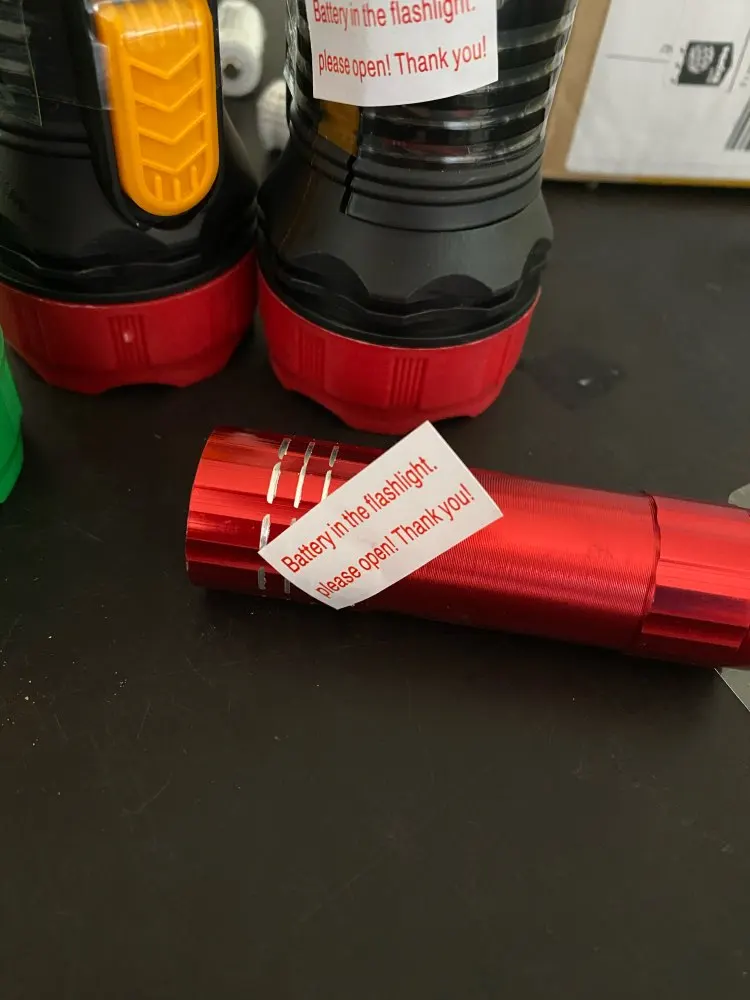 Battery in the flashlight.
please open! Thank you!
Battery in the flashlight.
please open! Thank you!